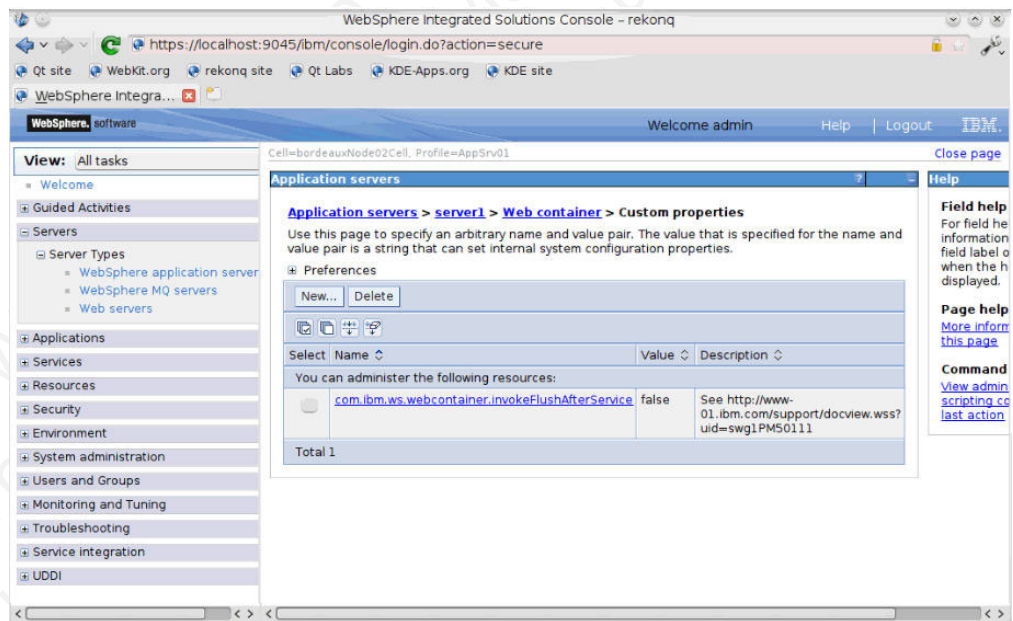 WebSphere Integrated Solutions Console – rekonq
https://localhost:9045/ibm/console/login.do?action=secure
Qt site WebKit.org rekonq site Qt Labs KDE-Apps.org KDE site
WebSphere Integra...
WebSphere. software Welcome admin Help | Logout IBM.
View: All tasks
Welcome
Guided Activities
Servers
Server Types
WebSphere application server
WebSphere MQ servers
Web servers
Applications
Services
Resources
Security
Environment
System administration
Users and Groups
Monitoring and Tuning
Troubleshooting
Service integration
UDDI
Cell=bordeauxNode02Cell, Profile=AppSrv01
Close page
Application servers ?
Application servers > server1 > Web container > Custom properties
Use this page to specify an arbitrary name and value pair. The value that is specified for the name and
value pair is a string that can set internal system configuration properties.
Preferences
New... Delete
Select Name Value Description
You can administer the following resources:
com.ibm.ws.webcontainer.invokeFlushAfterService false See http://www-
01.ibm.com/support/docview.wss?
uid=swg1PM50111
Total 1
Help
Field help
For field he
information
field label o
when the h
displayed.
Page help
More inform
this page
Command
View admin
scripting co
last action